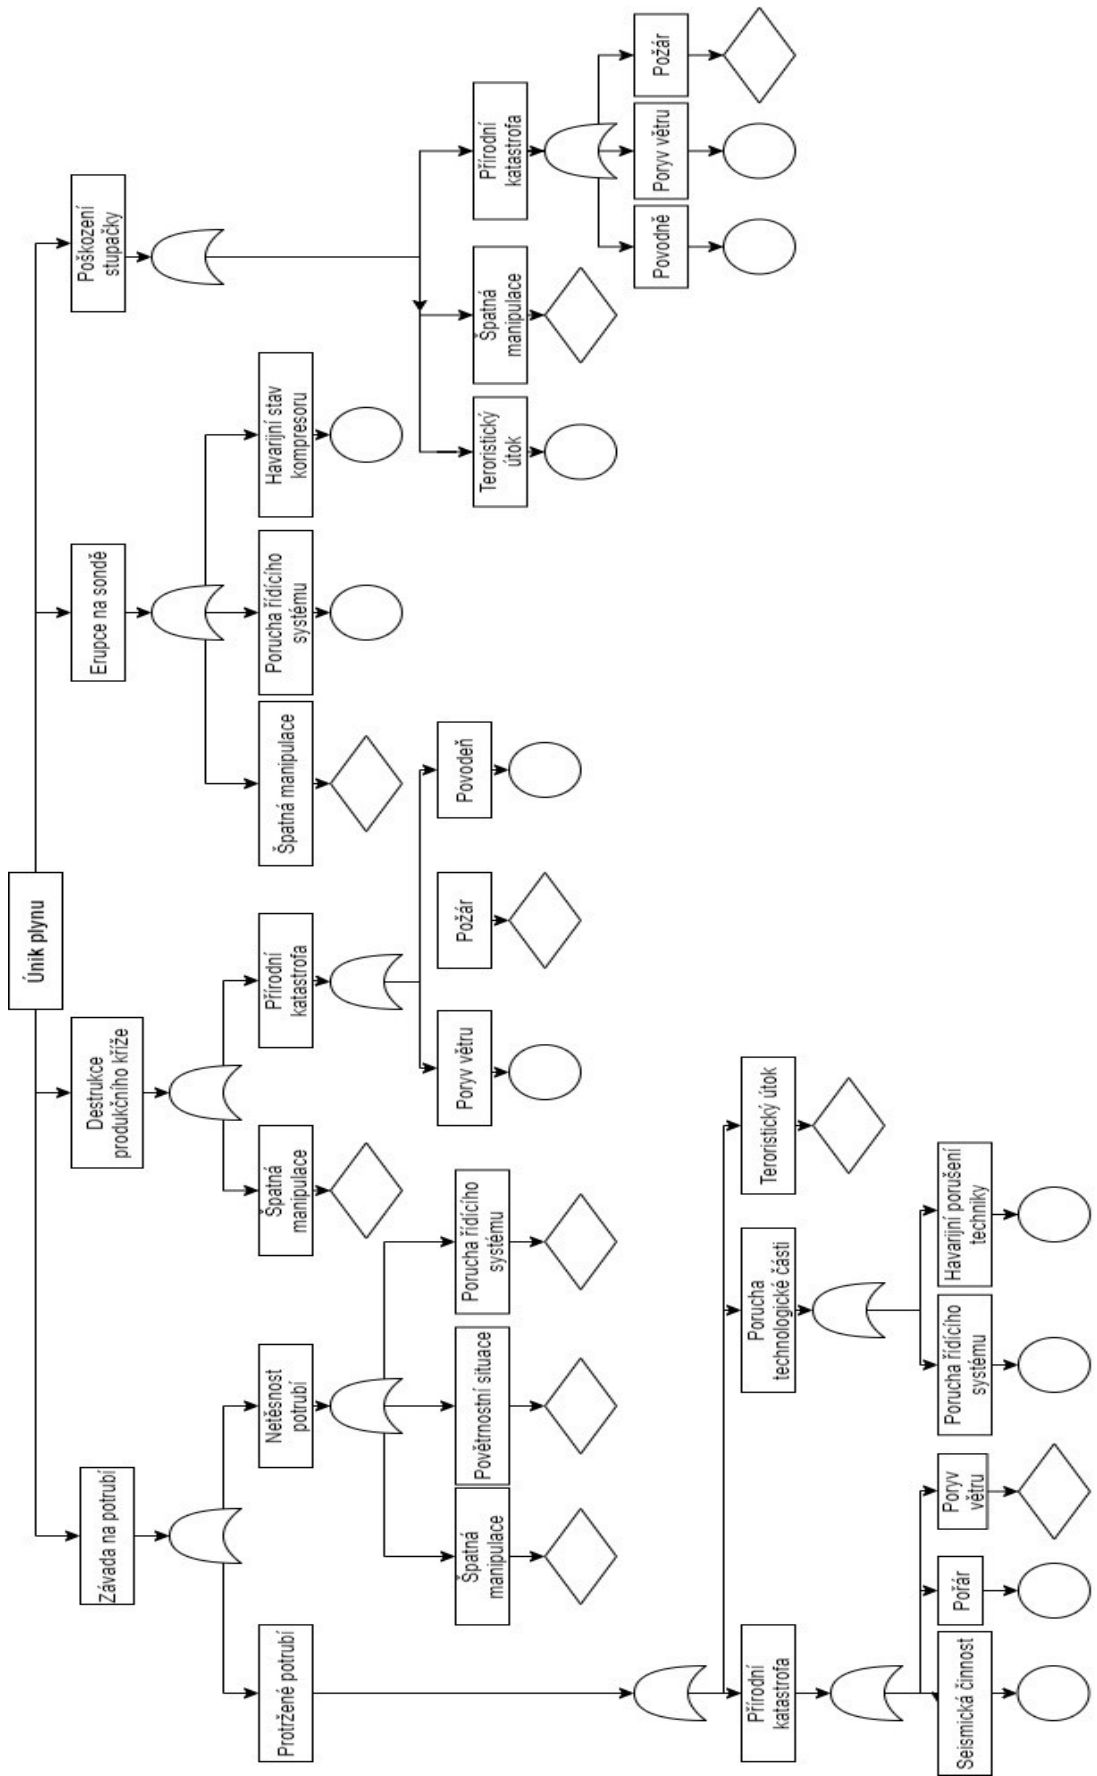 Únik plynu
Závada na potrubí
Destrukce
produkčního kříže
Erupce na sondě
Poškození
stupačky
Protržené potrubí
Netěsnost
potrubí
Špatná
manipulace
Přírodní
katastrofa
Špatná manipulace
Porucha řídícího
systému
Havarijní stav
kompresoru
Špatná
manipulace
Povětrnostní situace
Porucha řídícího
systému
Poryv větru
Požár
Povodeň
Teroristický
útok
Špatná
manipulace
Přírodní
katastrofa
Povodně
Poryv větru
Požár
Přírodní
katastrofa
Porucha
technologické části
Teroristický útok
Seismická činnost
Pořár
Poryv
větru
Porucha řídícího
systému
Havarijní porušení
techniky